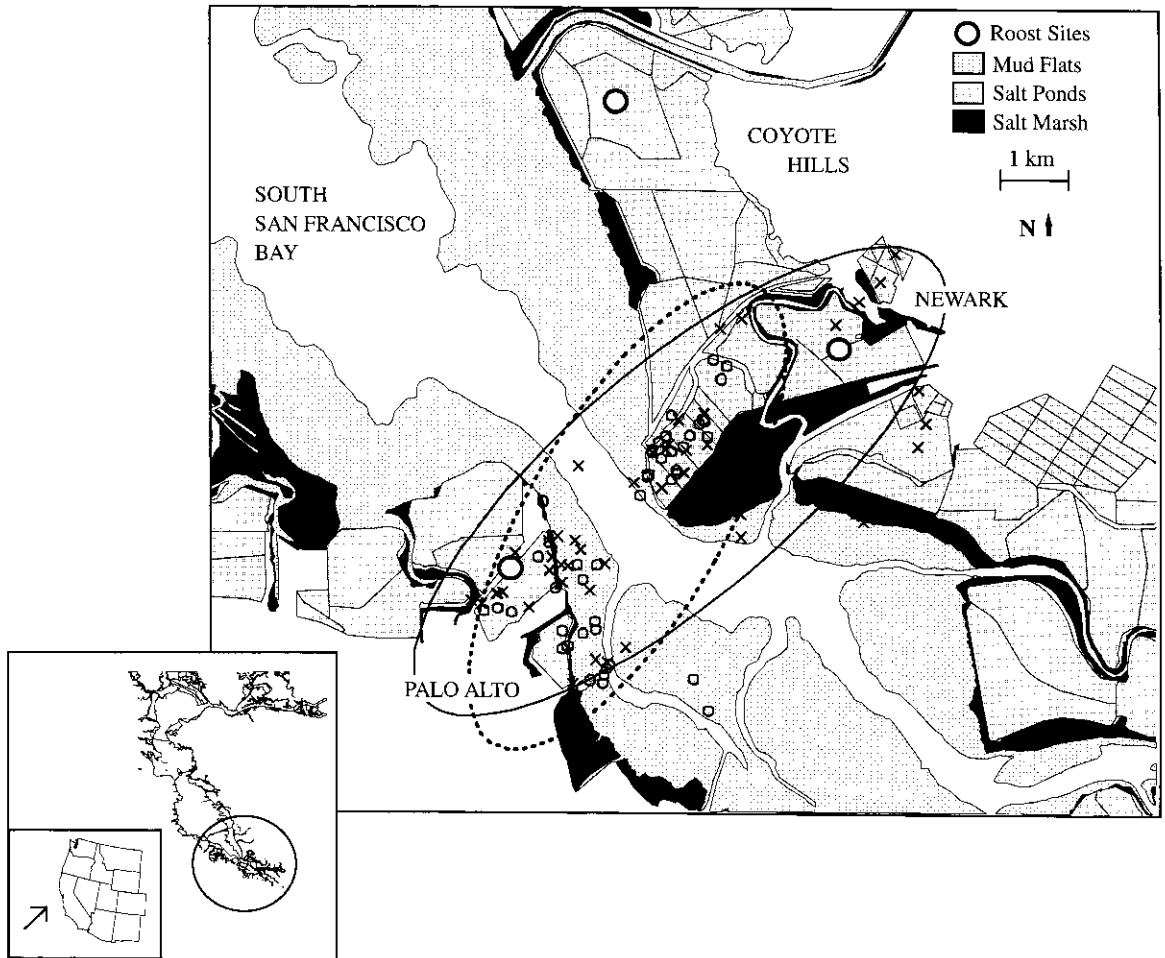 Roost Sites
Mud Flats
Salt Ponds
Salt Marsh
1 km
N
COYOTE
HILLS
SOUTH
SAN FRANCISCO
BAY
NEWARK
PALO ALTO